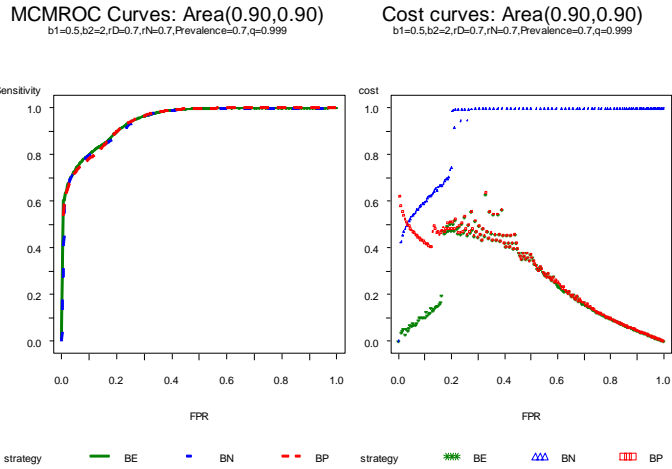 MCMROC Curves: Area(0.90,0.90)
b1=0.5,b2=2,rD=0.7,rN=0.7,Prevalence=0.7,q=0.999
Sensitivity
1.0
0.8
0.6
0.4
0.2
0.0
0.0 0.2 0.4 0.6 0.8 1.0
FPR
strategy BE BN BP
Cost curves: Area(0.90,0.90)
b1=0.5,b2=2,rD=0.7,rN=0.7,Prevalence=0.7,q=0.999
cost
1.0
0.8
0.6
0.4
0.2
0.0
0.0 0.2 0.4 0.6 0.8 1.0
FPR
strategy BE BN BP